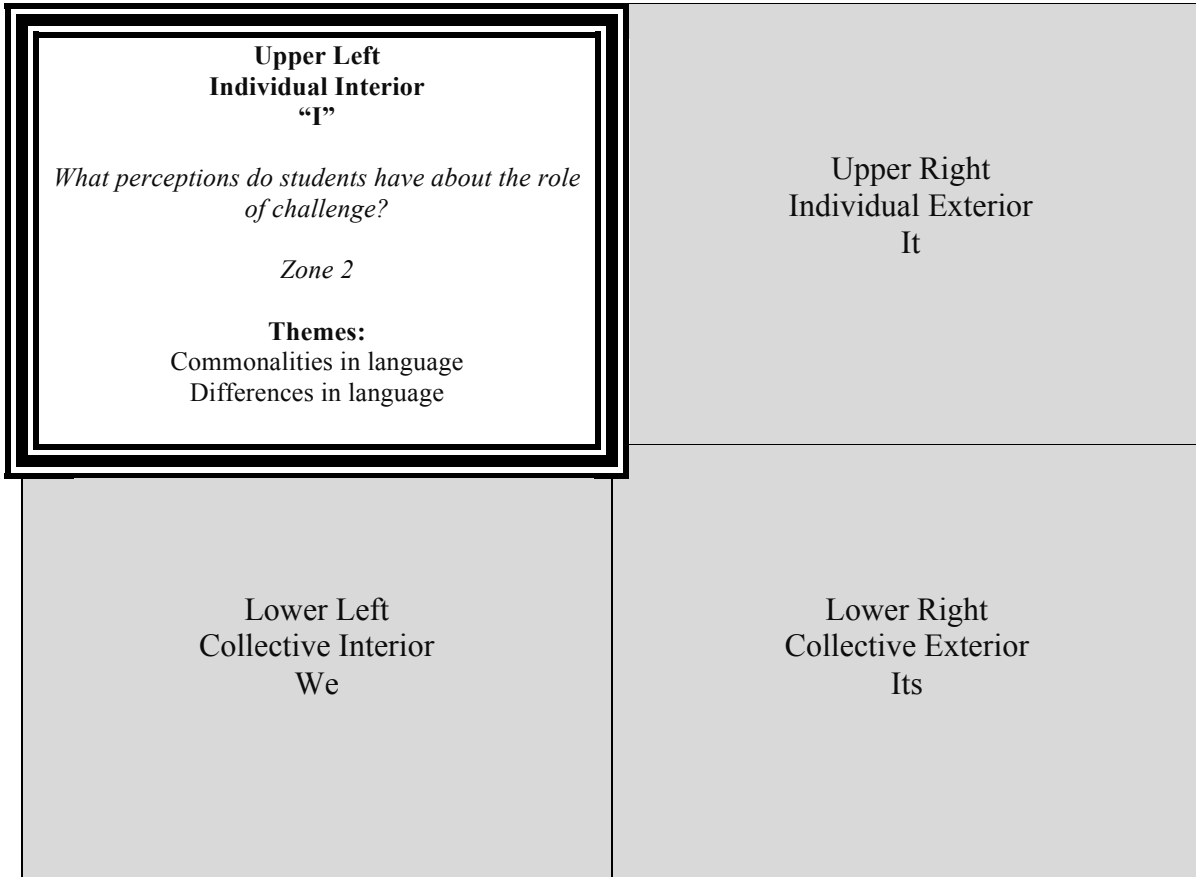 Upper Left
Individual Interior
“I”
What perceptions do students have about the role
of challenge?
Zone 2
Themes:
Commonalities in language
Differences in language
Upper Right
Individual Exterior
It
Lower Left
Collective Interior
We
Lower Right
Collective Exterior
Its